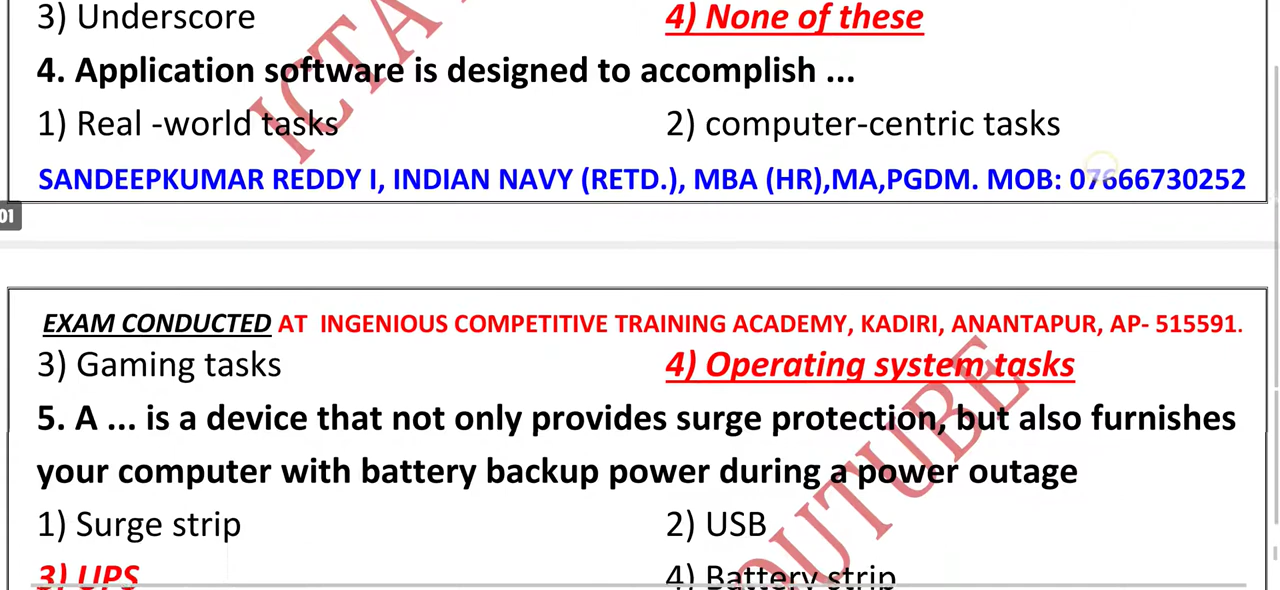 3) Underscore 4) None of these
4. Application software is designed to accomplish ...
1) Real -world tasks 2) computer-centric tasks
SANDEEPKUMAR REDDY I, INDIAN NAVY (RETD.), MBA (HR),MA,PGDM. MOB: 07666730252
01
EXAM CONDUCTED AT INGENIOUS COMPETITIVE TRAINING ACADEMY, KADIRI, ANANTAPUR, AP- 515591.
3) Gaming tasks 4) Operating system tasks
5. A ... is a device that not only provides surge protection, but also furnishes
your computer with battery backup power during a power outage
1) Surge strip 2) USB
3) UPS 4) Battery strip
ICTA
OUTUBE